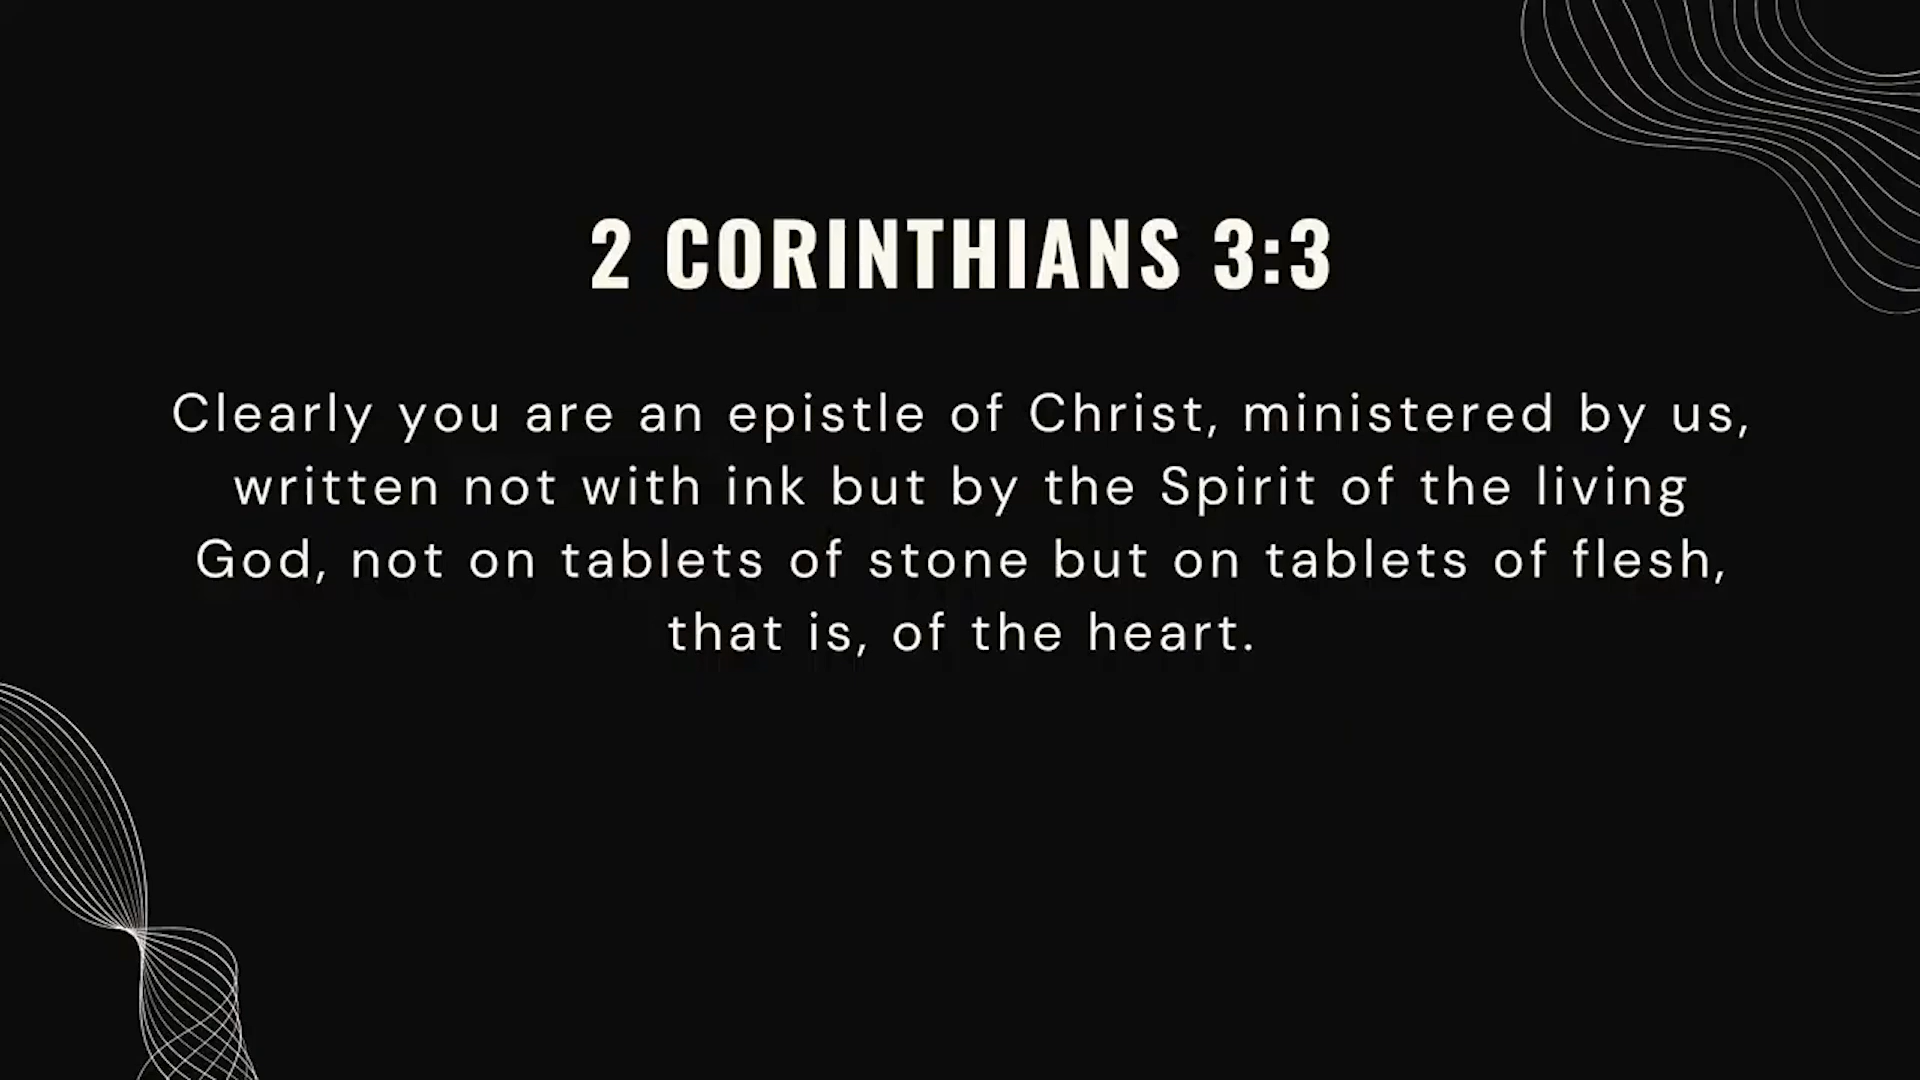 2 CORINTHIANS 3:3
Clearly you are an epistle of Christ, ministered by us,
written not with ink but by the Spirit of the living
God, not on tablets of stone but on tablets of flesh,
that is, of the heart.